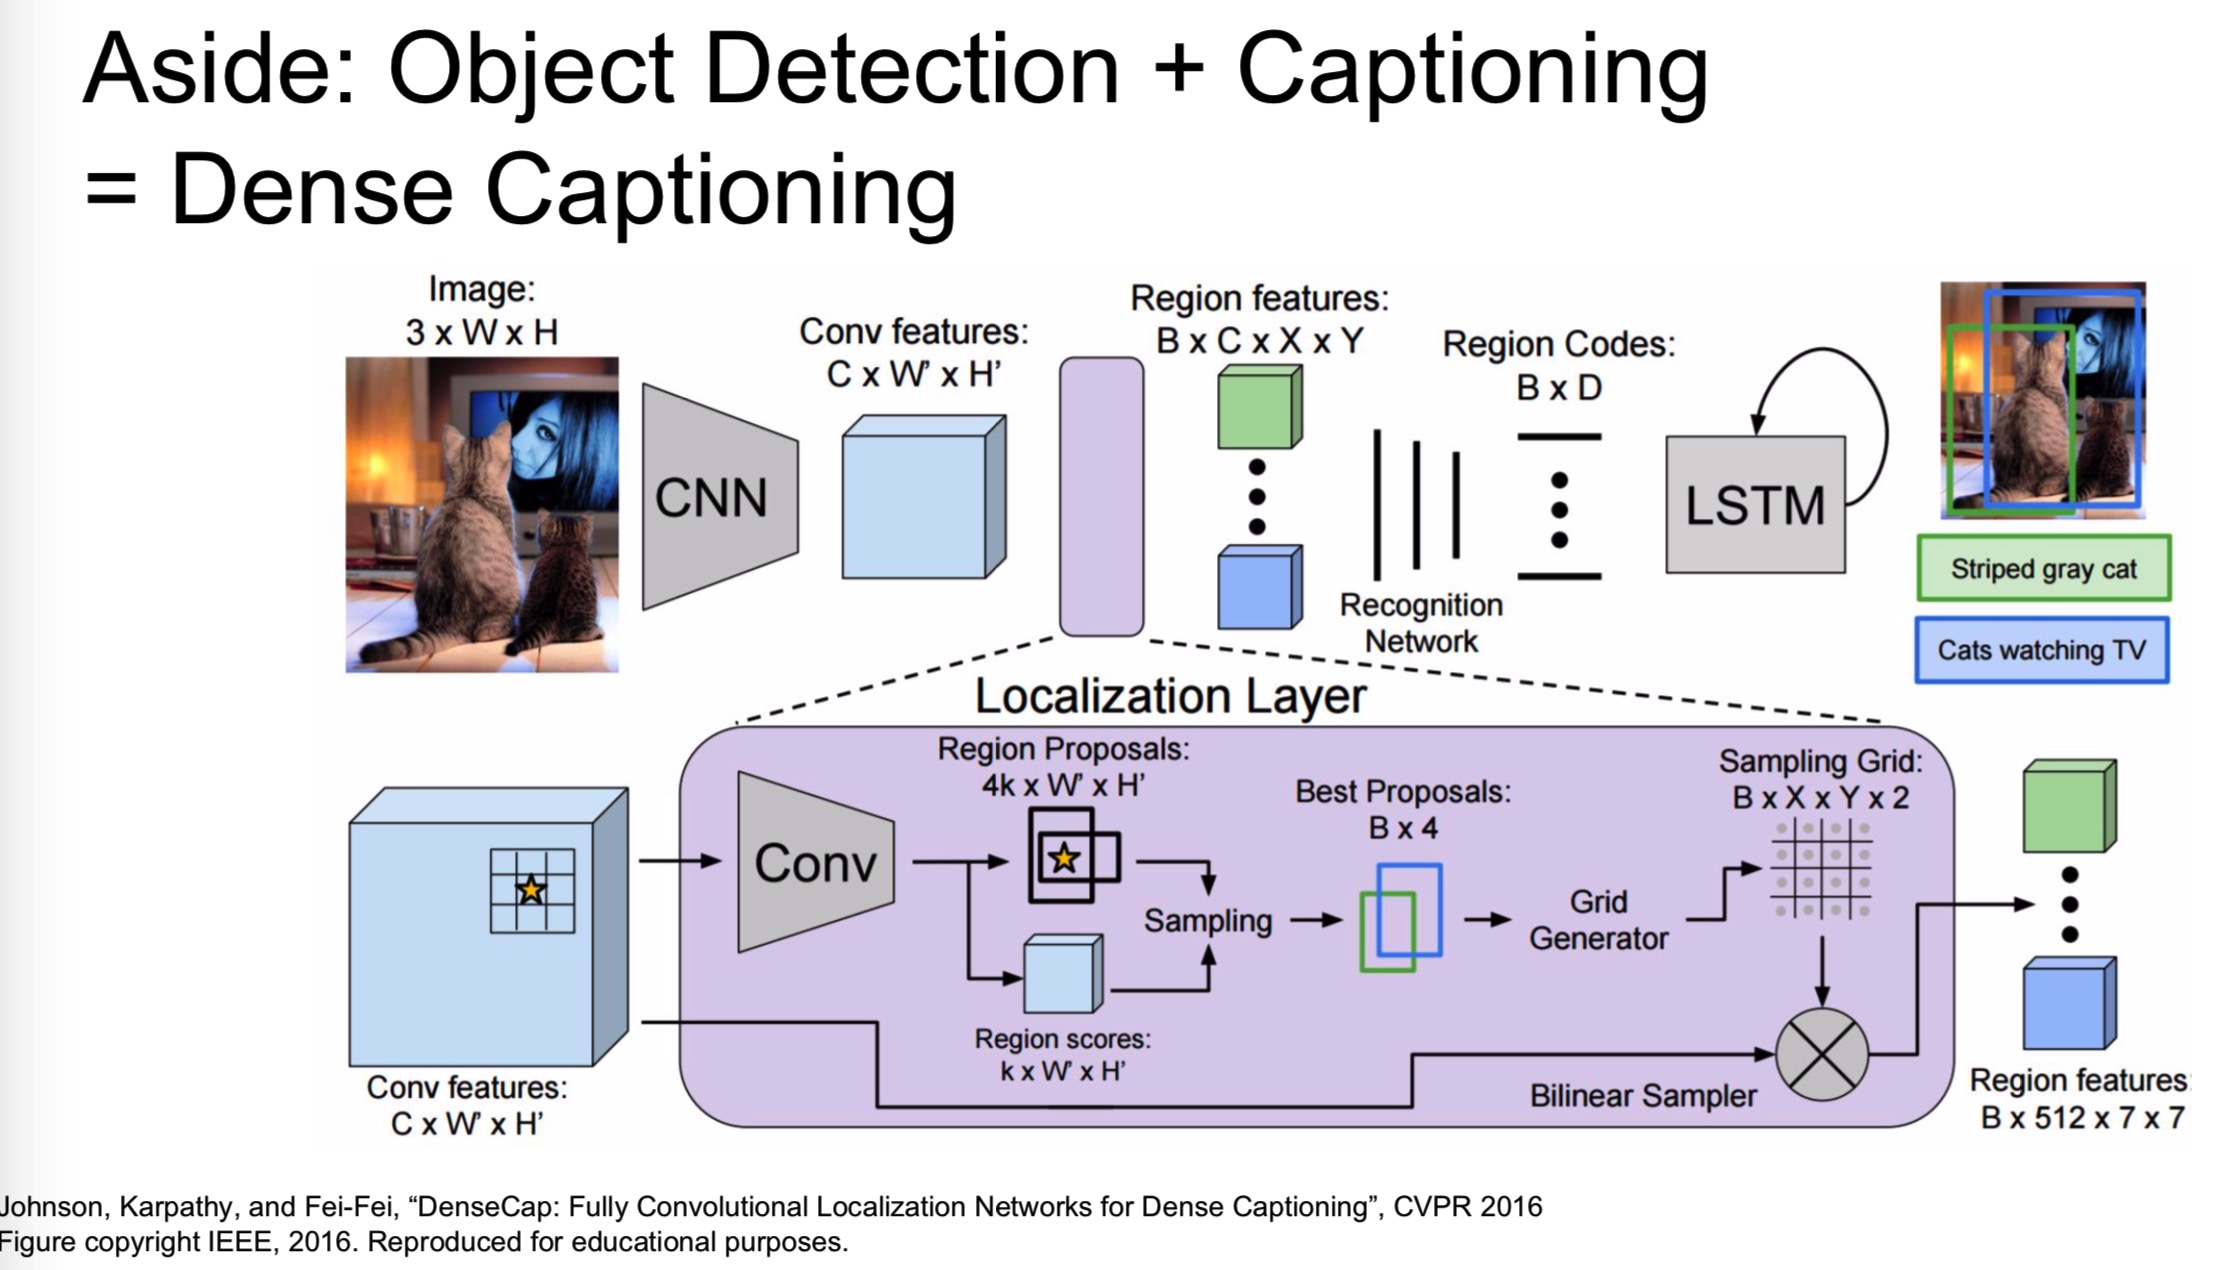 Aside: Object Detection + Captioning
= Dense Captioning
Image:
3 x W x H
CNN
Conv features:
C x W' x H'
Region features:
B x C x X x Y
Recognition
Network
Region Codes:
B x D
LSTM
Striped gray cat
Cats watching TV
Localization Layer
Conv features:
C x W' x H'
Conv
Region Proposals:
4k x W' x H'
Region scores:
k x W' x H'
Sampling
Best Proposals:
B x 4
Grid
Generator
Sampling Grid:
B x X x Y x 2
Bilinear Sampler
Region features:
B x 512 x 7 x 7
Johnson, Karpathy, and Fei-Fei, “DenseCap: Fully Convolutional Localization Networks for Dense Captioning”, CVPR 2016
Figure copyright IEEE, 2016. Reproduced for educational purposes.